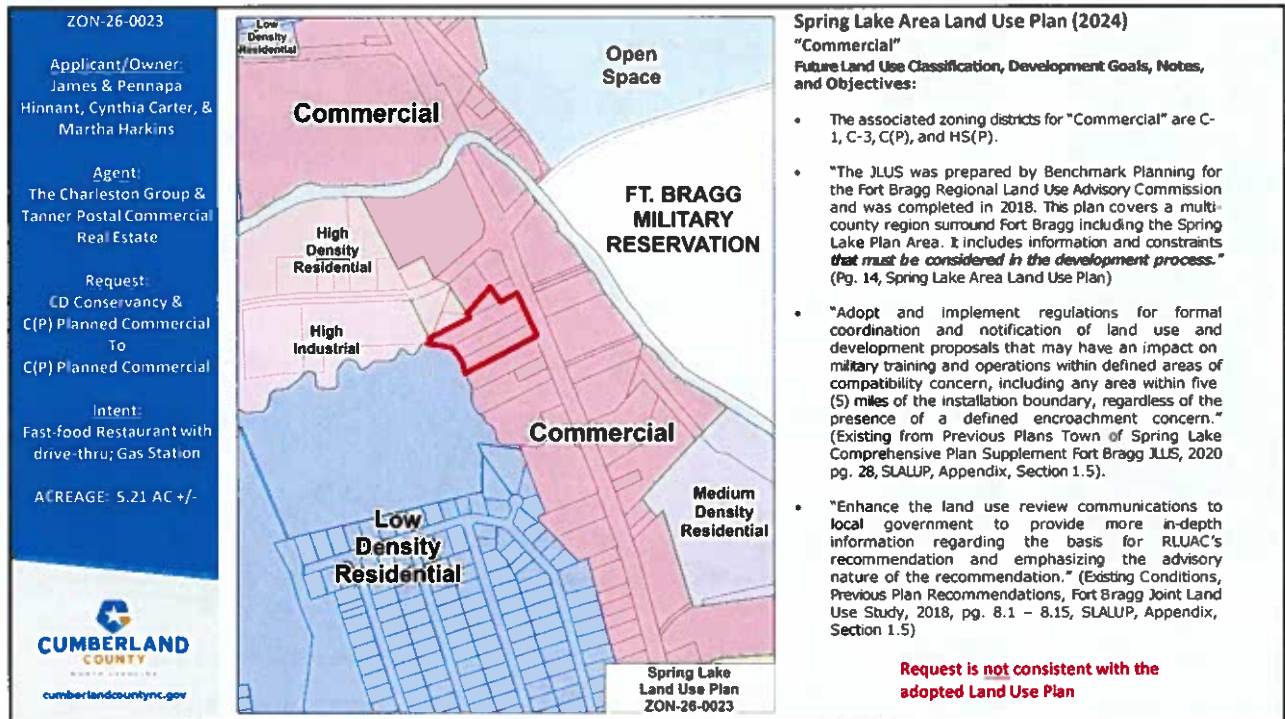 ZON-26-0023
Applicant/Owner:
James & Pennapa
Hinnant, Cynthia Carter, &
Martha Harkins
Agent:
The Charleston Group &
Tanner Postal Commercial
Real Estate
Request:
CD Conservancy &
C(P) Planned Commercial
To
C(P) Planned Commercial
Intent:
Fast-food Restaurant with
drive-thru; Gas Station
ACREAGE: 5.21 AC +/-
CUMBERLAND
COUNTY
NORTH CAROLINA
cumberlandcountync.gov
Low
Density
Residential
Open
Space
Commercial
FT. BRAGG
MILITARY
RESERVATION
High
Density
Residential
High
Industrial
Commercial
Medium
Density
Residential
Low
Density
Residential
Spring Lake
Land Use Plan
ZON-26-0023
Spring Lake Area Land Use Plan (2024)
"Commercial"
Future Land Use Classification, Development Goals, Notes,
and Objectives:
• The associated zoning districts for "Commercial" are C-
1, C-3, C(P), and HS(P).
• "The JLUS was prepared by Benchmark Planning for
the Fort Bragg Regional Land Use Advisory Commission
and was completed in 2018. This plan covers a multi-
county region surround Fort Bragg including the Spring
Lake Plan Area. It includes information and constraints
that must be considered in the development process."
(Pg. 14, Spring Lake Area Land Use Plan)
• "Adopt and implement regulations for formal
coordination and notification of land use and
development proposals that may have an impact on
military training and operations within defined areas of
compatibility concern, including any area within five
(5) miles of the installation boundary, regardless of the
presence of a defined encroachment concern."
(Existing from Previous Plans Town of Spring Lake
Comprehensive Plan Supplement Fort Bragg JLUS, 2020
pg. 28, SLALUP, Appendix, Section 1.5).
• "Enhance the land use review communications to
local government to provide more in-depth
information regarding the basis for RLUAC's
recommendation and emphasizing the advisory
nature of the recommendation." (Existing Conditions,
Previous Plan Recommendations, Fort Bragg Joint Land
Use Study, 2018, pg. 8.1 – 8.15, SLALUP, Appendix,
Section 1.5)
Request is not consistent with the
adopted Land Use Plan